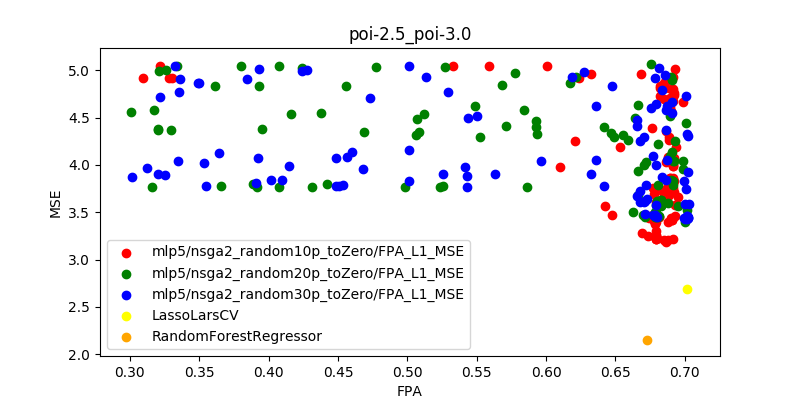 poi-2.5_poi-3.0
MSE
5.0
4.5
4.0
3.5
3.0
2.5
2.0
mlp5/nsga2_random10p_toZero/FPA_L1_MSE
mlp5/nsga2_random20p_toZero/FPA_L1_MSE
mlp5/nsga2_random30p_toZero/FPA_L1_MSE
LassoLarsCV
RandomForestRegressor
0.30 0.35 0.40 0.45 0.50 0.55 0.60 0.65 0.70
FPA